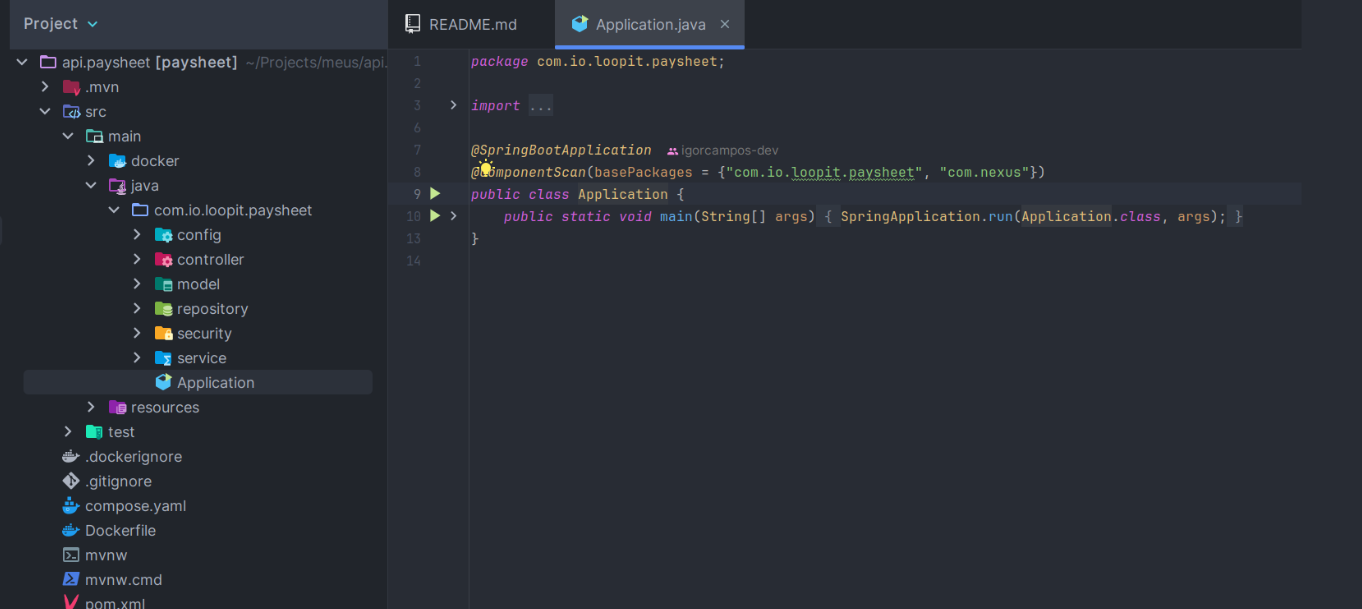 Project
README.md
Application.java
api.paysheet [paysheet] ~/Projects/meus/api.
.mvn
src
main
docker
java
com.io.loopit.paysheet
config
controller
model
repository
security
service
Application
resources
test
.dockerignore
.gitignore
compose.yaml
Dockerfile
mvnw
mvnw.cmd
pom.xml
1 package com.io.loopit.paysheet;
2
3 import ...
6
7 @SpringBootApplication igorcampos-dev
8 @ComponentScan(basePackages = {"com.io.loopit.paysheet", "com.nexus"})
9 public class Application {
10 public static void main(String[] args) { SpringApplication.run(Application.class, args); }
13 }
14